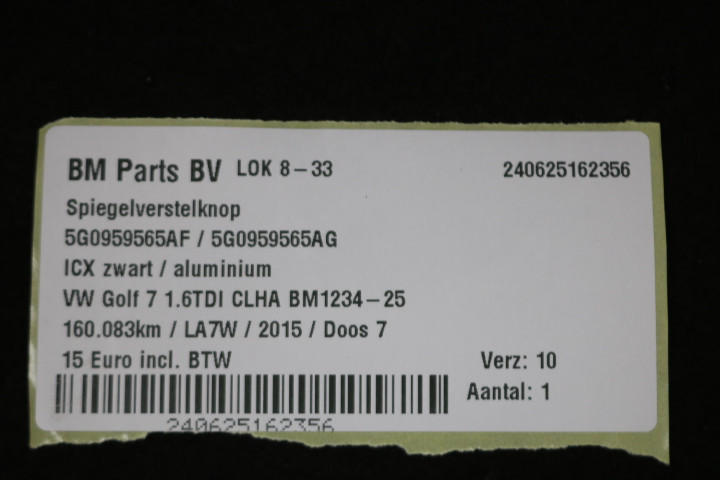 BM Parts BV LOK 8-33 240625162356
Spiegelverstelknop
5G0959565AF / 5G0959565AG
ICX zwart / aluminium
VW Golf 7 1.6TDI CLHA BM1234-25
160.083km / LA7W / 2015 / Doos 7
15 Euro incl. BTW Verz: 10
Aantal: 1
240625162356